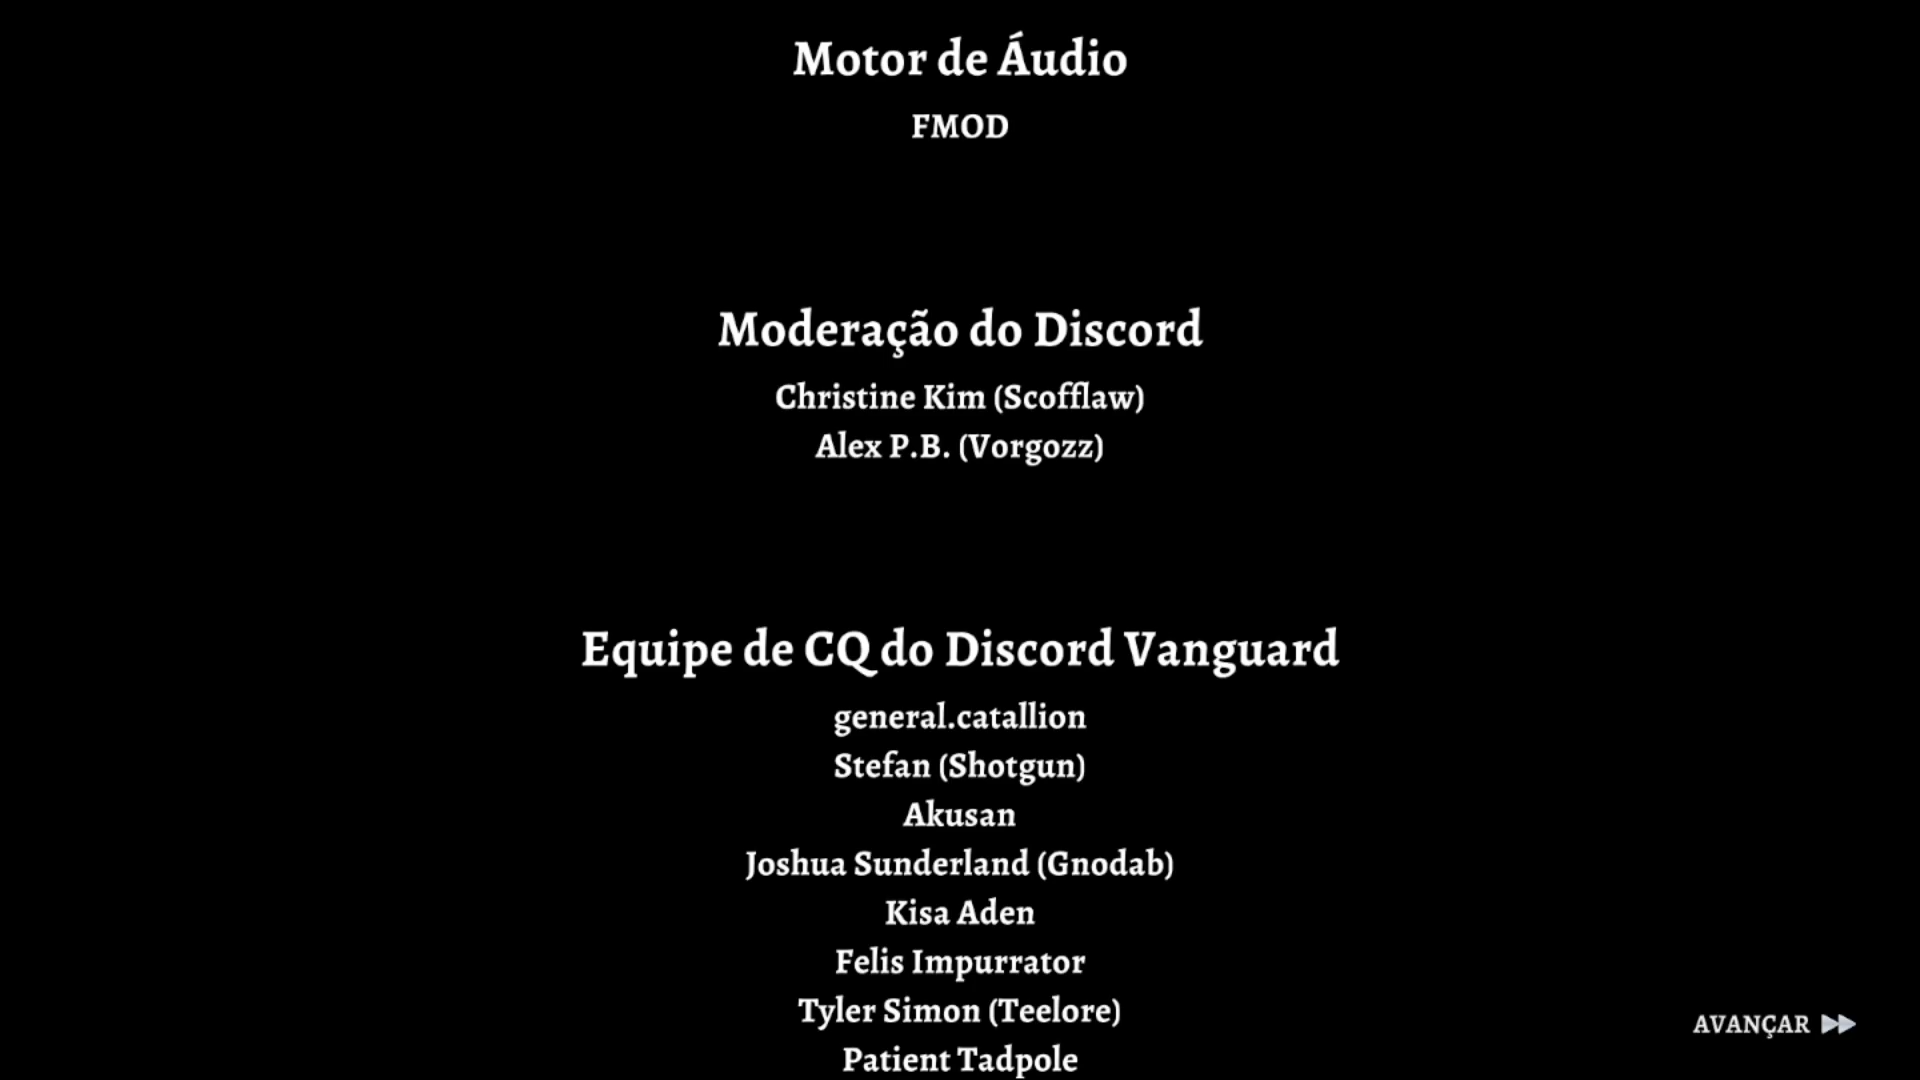 Motor de Áudio
FMOD
Moderação do Discord
Christine Kim (Scofflaw)
Alex P.B. (Vorgozz)
Equipe de CQ do Discord Vanguard
general.catallion
Stefan (Shotgun)
Akusan
Joshua Sunderland (Gnodab)
Kisa Aden
Felis Impurrator
Tyler Simon (Teelore)
Patient Tadpole
AVANÇAR